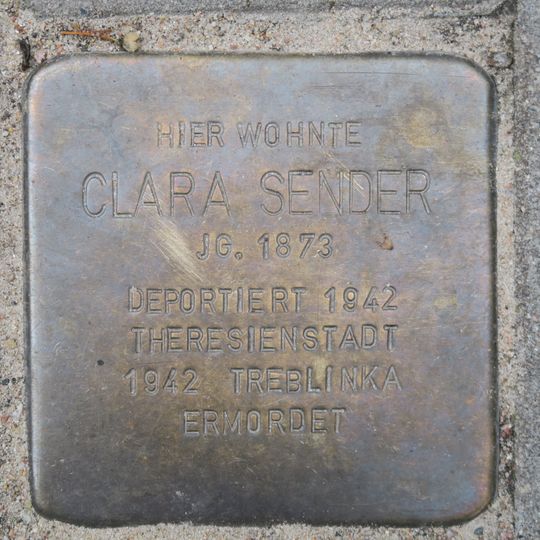 HIER WOHNTE
CLARA SENDER
JG. 1873
DEPORTIERT 1942
THERESIENSTADT
1942 TREBLINKA
ERMORDET